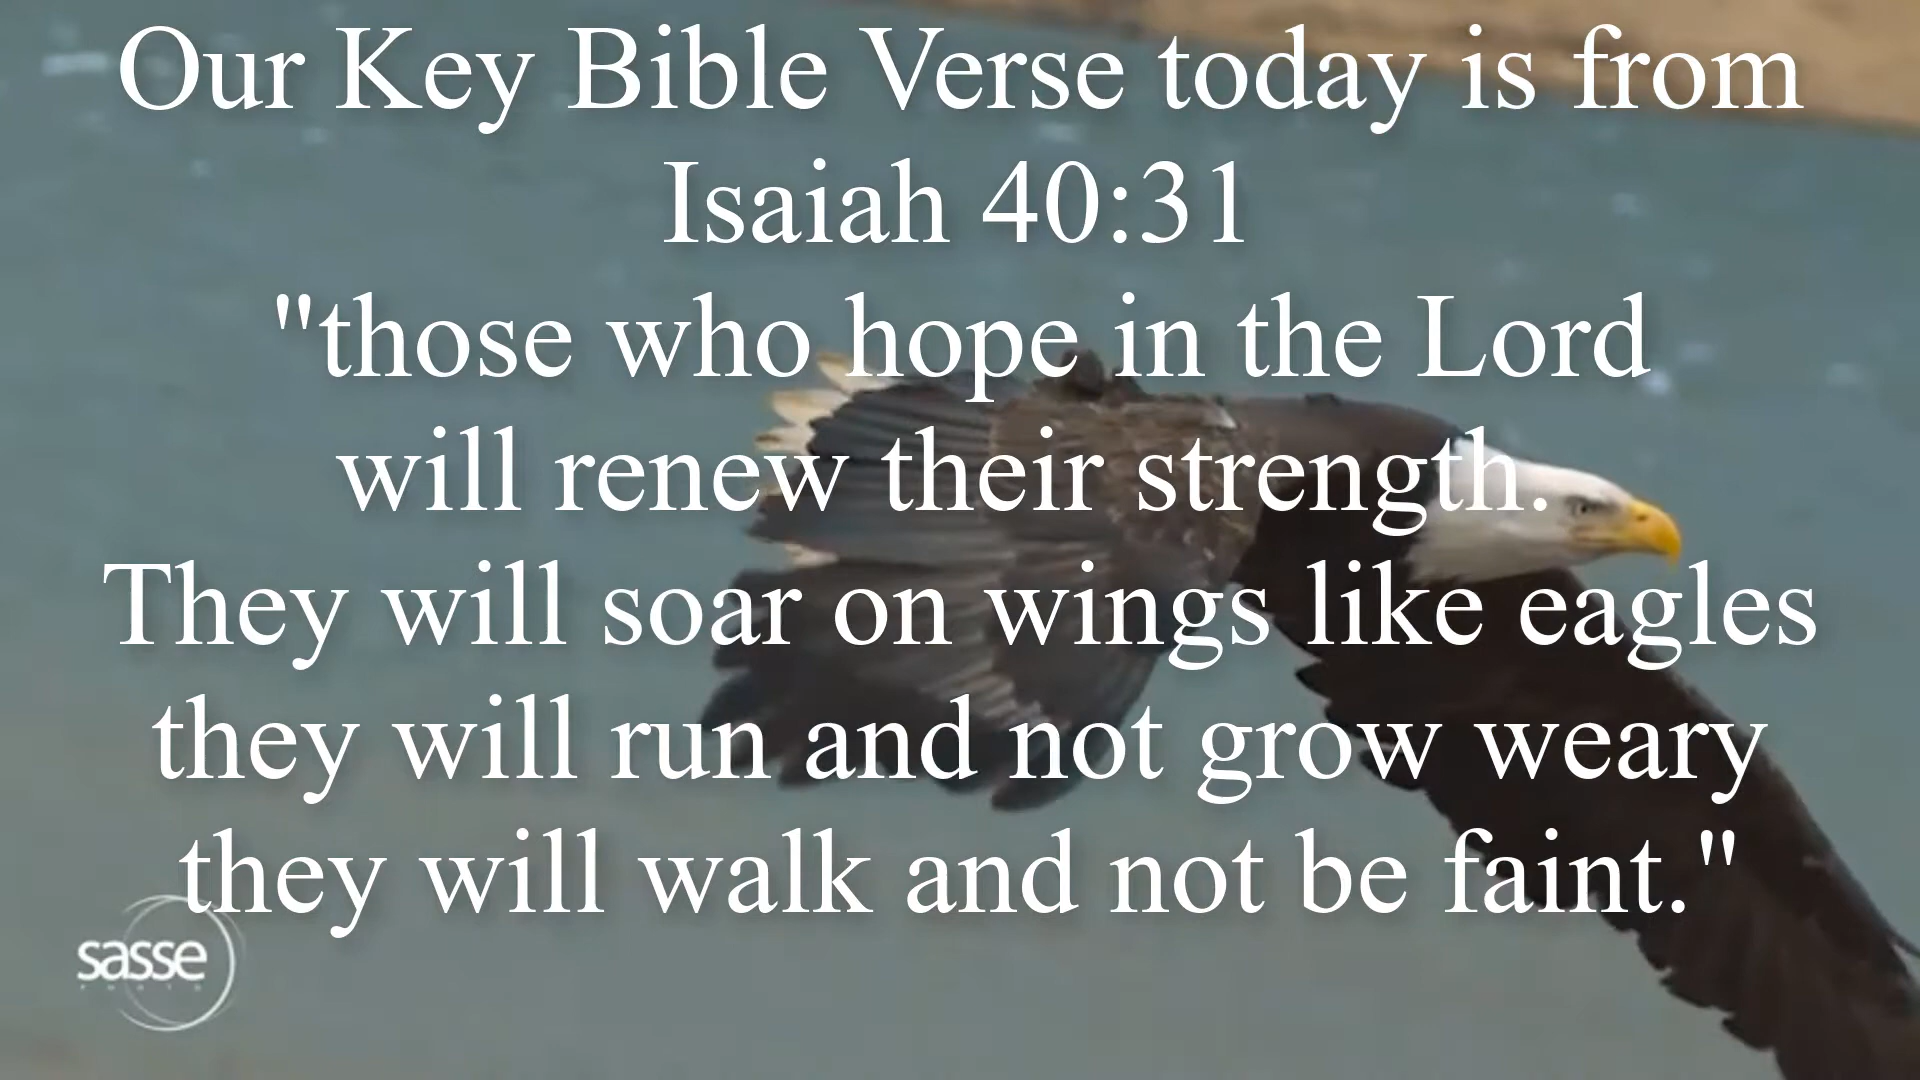 Our Key Bible Verse today is from
Isaiah 40:31
"those who hope in the Lord
will renew their strength.
They will soar on wings like eagles
they will run and not grow weary
they will walk and not be faint."
sasse